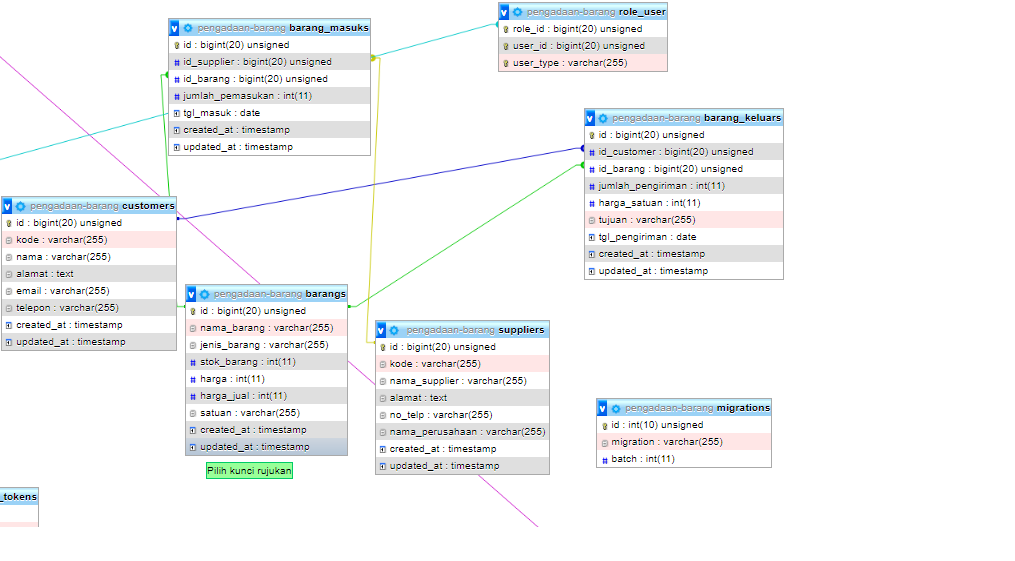 v pengadaan-barang barang_masuks
id : bigint(20) unsigned
# id_supplier : bigint(20) unsigned
# id_barang : bigint(20) unsigned
# jumlah_pemasukan : int(11)
tgl_masuk : date
created_at : timestamp
updated_at : timestamp
v pengadaan-barang role_user
role_id : bigint(20) unsigned
user_id : bigint(20) unsigned
user_type : varchar(255)
v pengadaan-barang barang_keluars
id : bigint(20) unsigned
# id_customer : bigint(20) unsigned
# id_barang : bigint(20) unsigned
# jumlah_pengiriman : int(11)
# harga_satuan : int(11)
tujuan : varchar(255)
tgl_pengiriman : date
created_at : timestamp
updated_at : timestamp
v pengadaan-barang customers
id : bigint(20) unsigned
kode : varchar(255)
nama : varchar(255)
alamat : text
email : varchar(255)
telepon : varchar(255)
created_at : timestamp
updated_at : timestamp
v pengadaan-barang barangs
id : bigint(20) unsigned
nama_barang : varchar(255)
jenis_barang : varchar(255)
# stok_barang : int(11)
# harga : int(11)
# harga_jual : int(11)
satuan : varchar(255)
created_at : timestamp
updated_at : timestamp
Pilih kunci rujukan
v pengadaan-barang suppliers
id : bigint(20) unsigned
kode : varchar(255)
nama_supplier : varchar(255)
alamat : text
no_telp : varchar(255)
nama_perusahaan : varchar(255)
created_at : timestamp
updated_at : timestamp
v pengadaan-barang migrations
id : int(10) unsigned
migration : varchar(255)
# batch : int(11)
_tokens